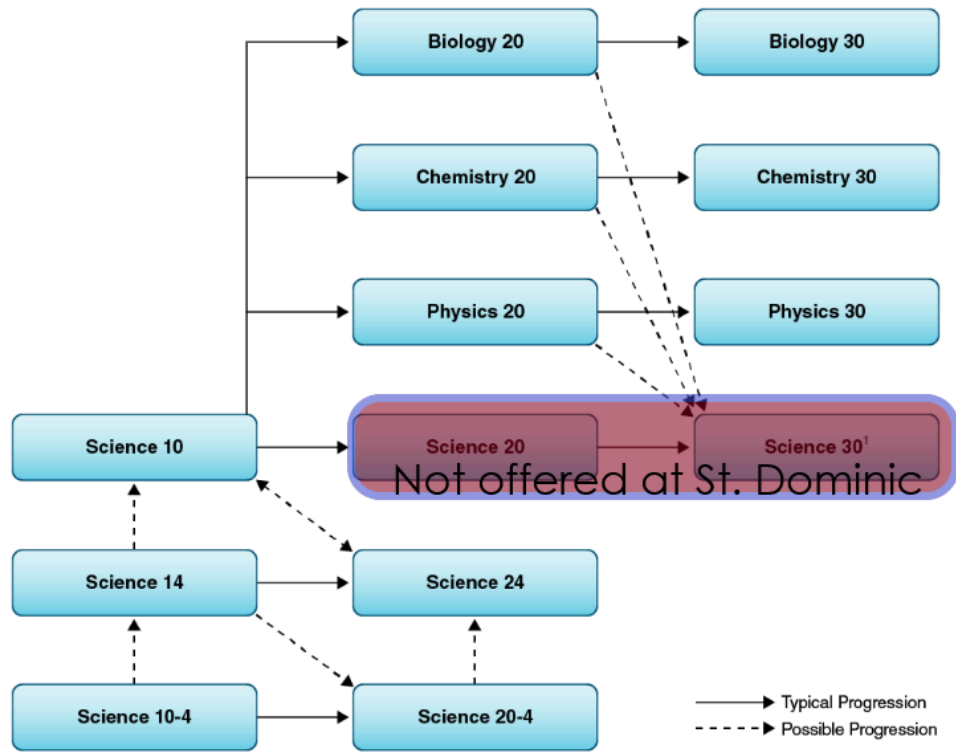 Biology 20
Biology 30
Chemistry 20
Chemistry 30
Physics 20
Physics 30
Science 10
Science 20
Science 30¹
Not offered at St. Dominic
Science 14
Science 24
Science 10-4
Science 20-4
Typical Progression
Possible Progression